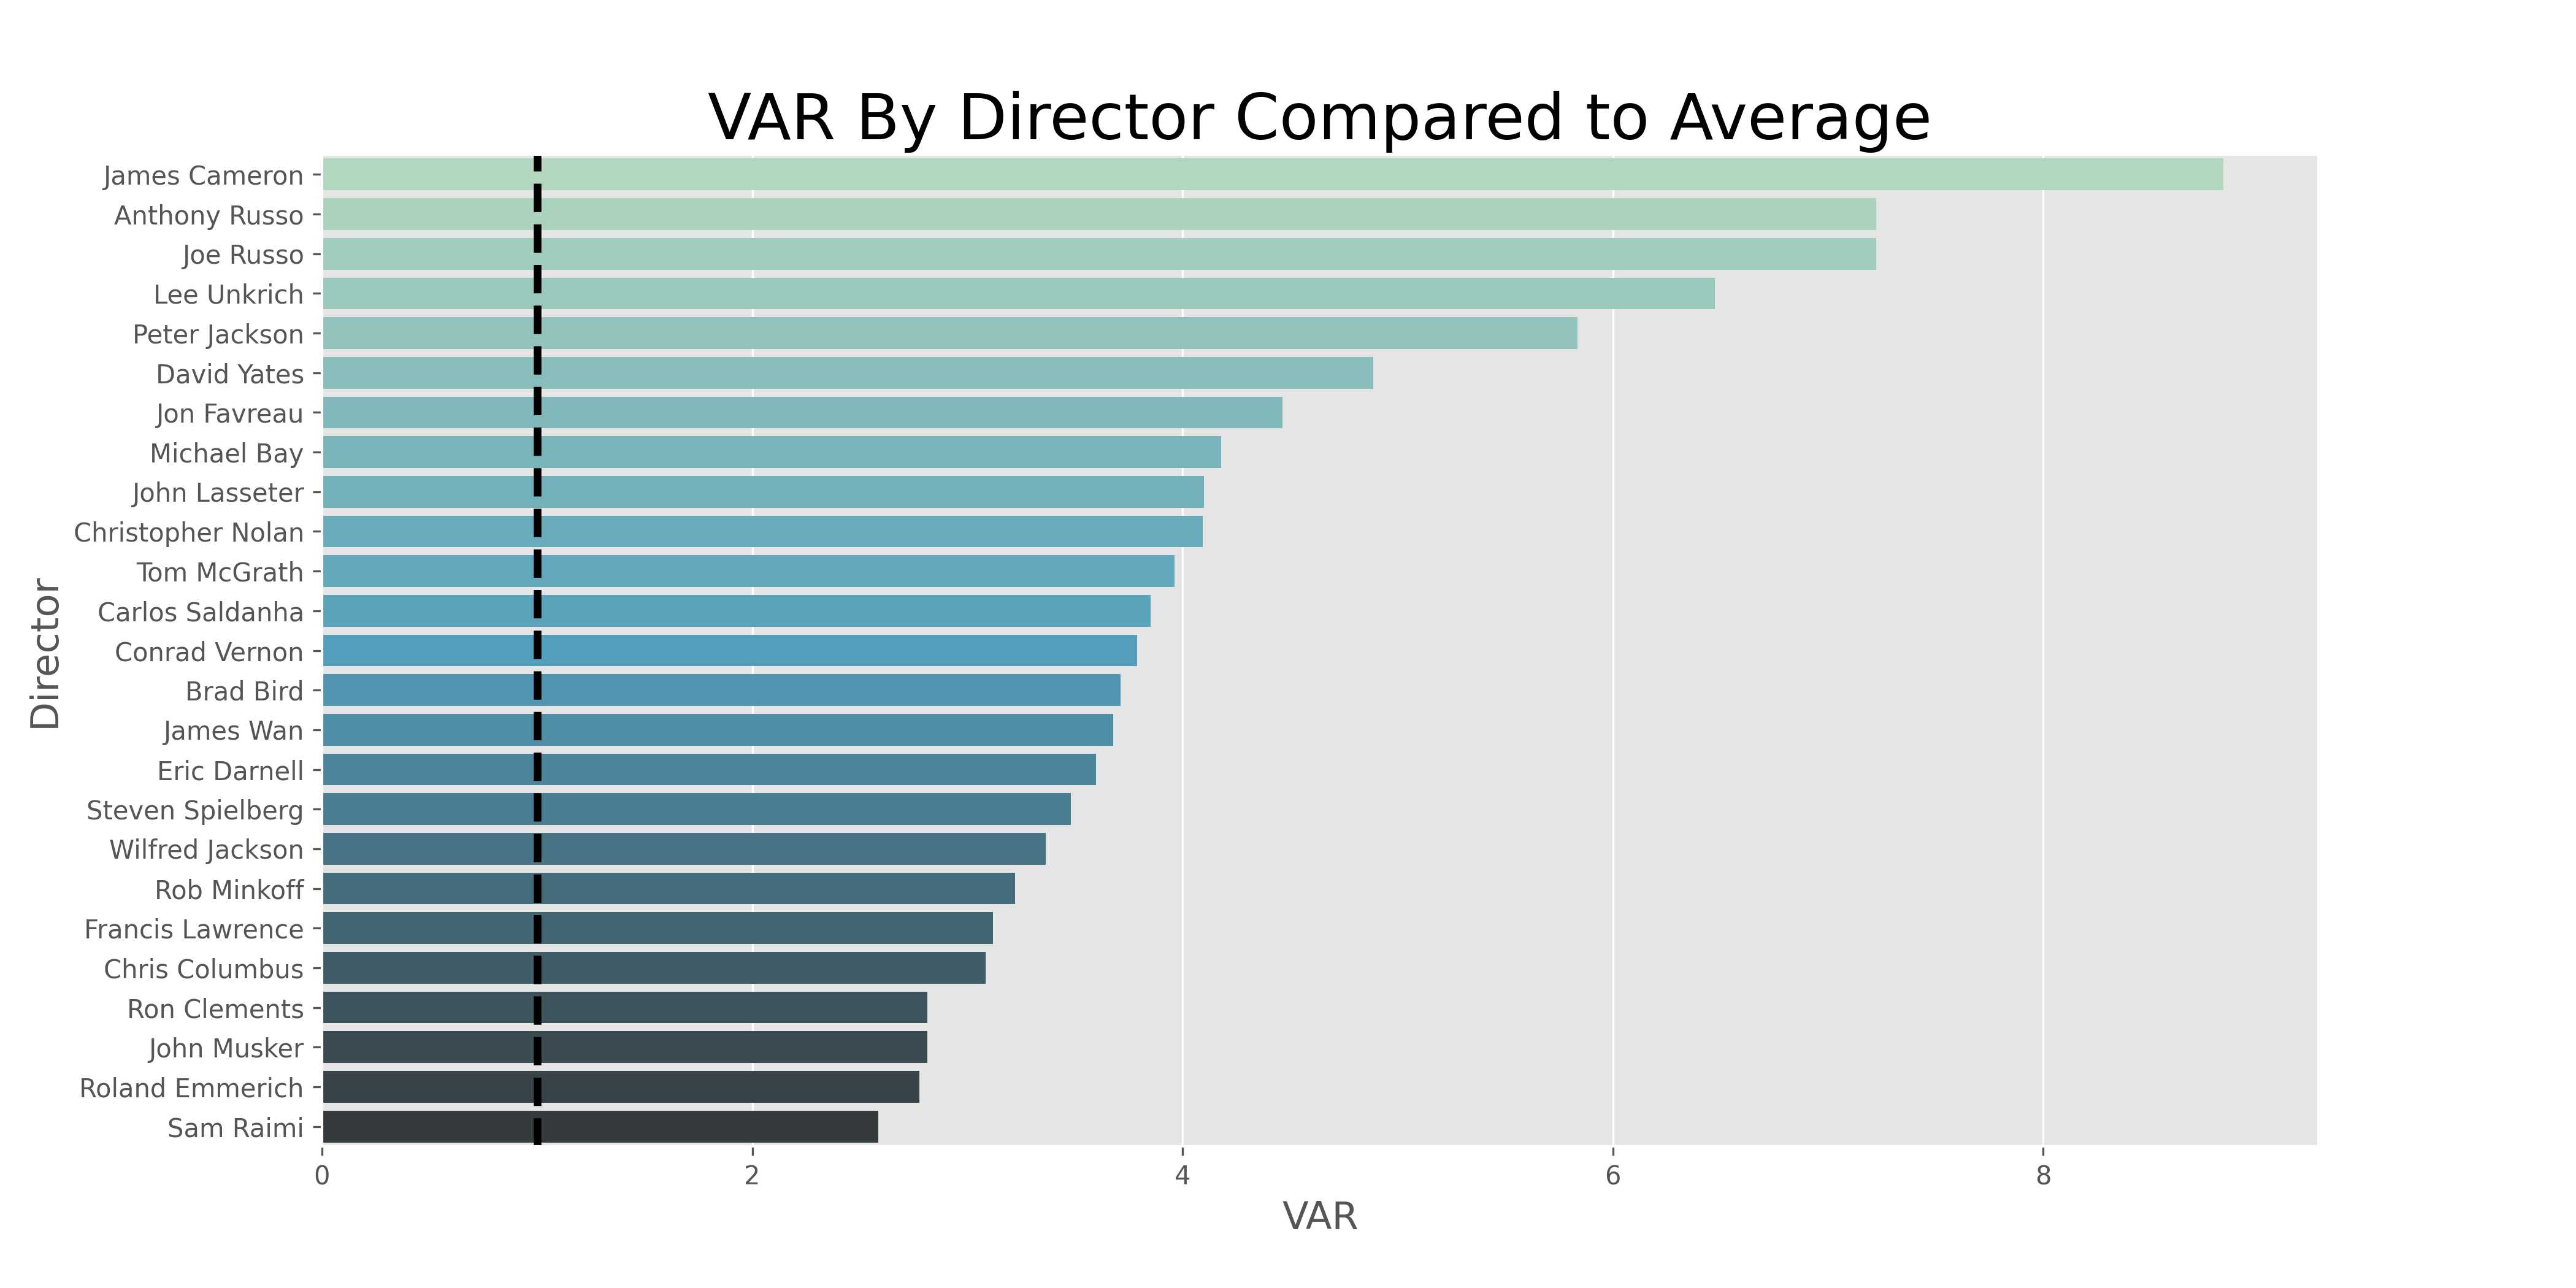 VAR By Director Compared to Average
James Cameron
Anthony Russo
Joe Russo
Lee Unkrich
Peter Jackson
David Yates
Jon Favreau
Michael Bay
John Lasseter
Christopher Nolan
Tom McGrath
Carlos Saldanha
Conrad Vernon
Brad Bird
James Wan
Eric Darnell
Steven Spielberg
Wilfred Jackson
Rob Minkoff
Francis Lawrence
Chris Columbus
Ron Clements
John Musker
Roland Emmerich
Sam Raimi
Director
0 2 4 6 8
VAR